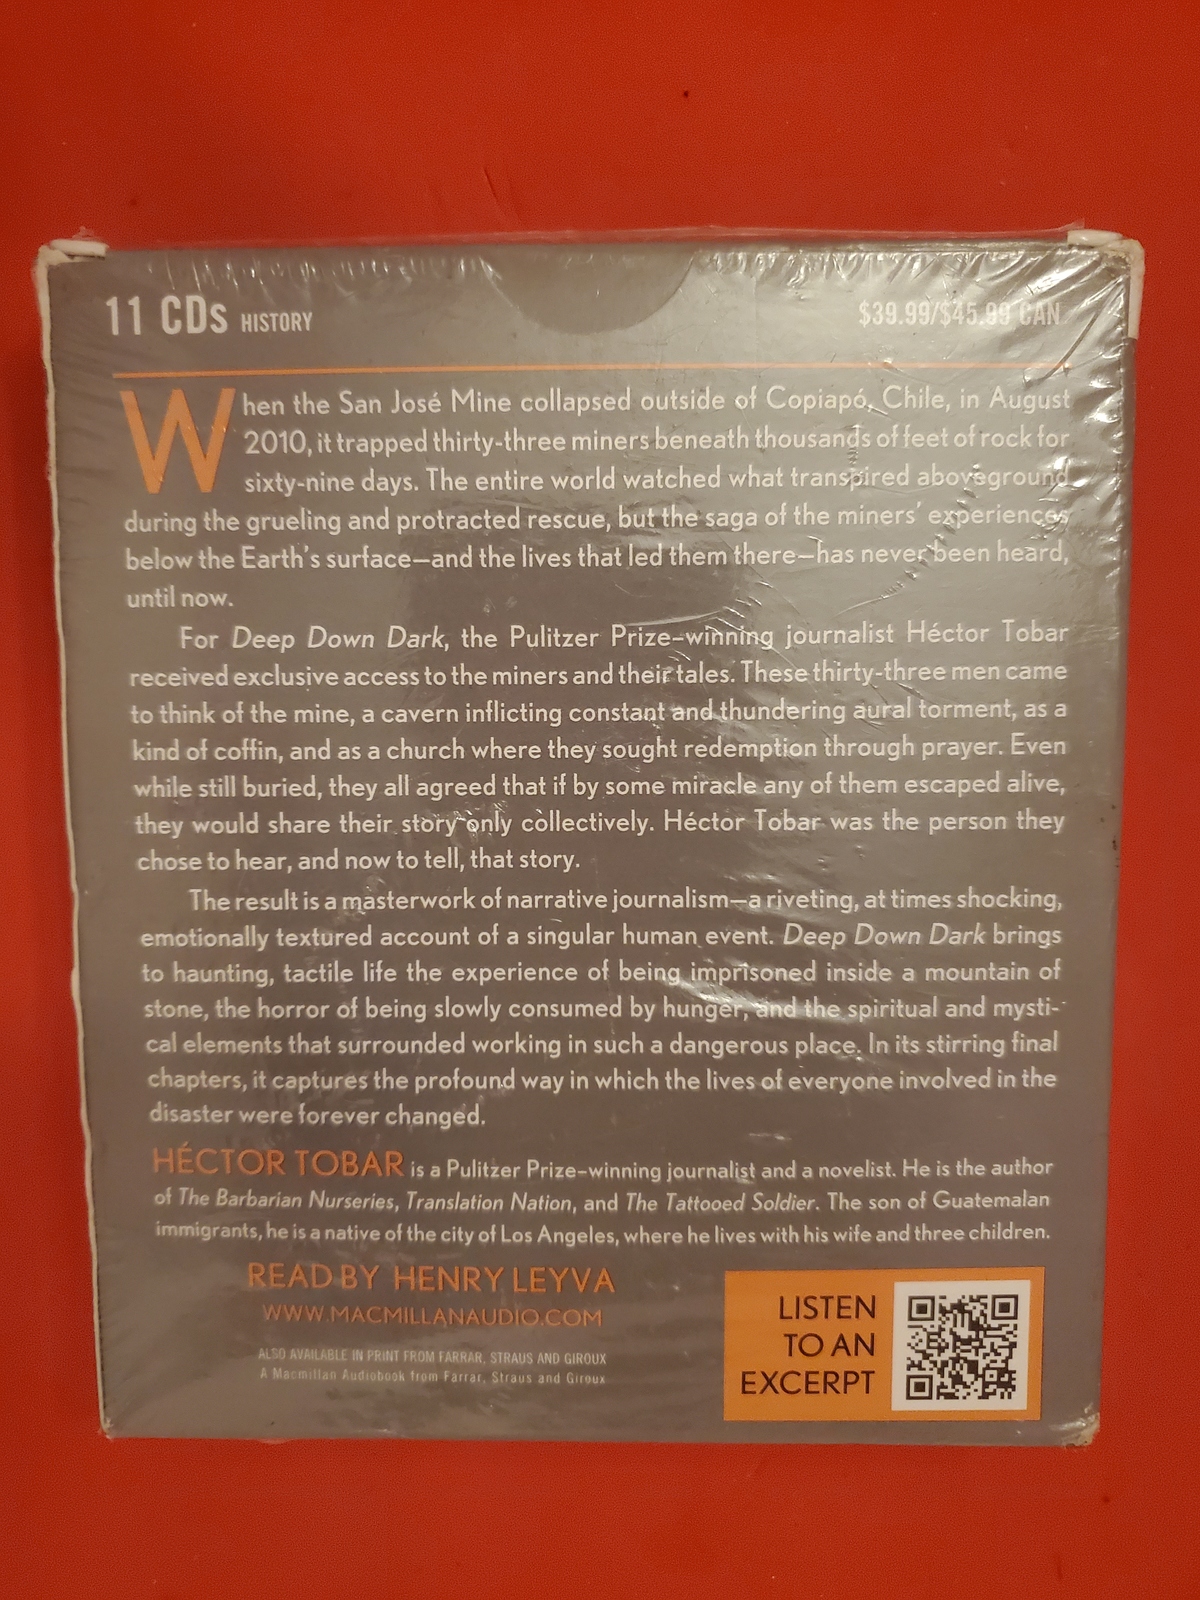 11 CDs HISTORY
$39.99/$45.99 CAN
When the San José Mine collapsed outside of Copiapó, Chile, in August
2010, it trapped thirty-three miners beneath thousands of feet of rock for
sixty-nine days. The entire world watched what transpired aboveground
during the grueling and protracted rescue, but the saga of the miners' experiences
below the Earth's surface—and the lives that led them there—has never been heard,
until now.
For Deep Down Dark, the Pulitzer Prize–winning journalist Héctor Tobar
received exclusive access to the miners and their tales. These thirty-three men came
to think of the mine, a cavern inflicting constant and thundering aural torment, as a
kind of coffin, and as a church where they sought redemption through prayer. Even
while still buried, they all agreed that if by some miracle any of them escaped alive,
they would share their story only collectively. Héctor Tobar was the person they
chose to hear, and now to tell, that story.
The result is a masterwork of narrative journalism—a riveting, at times shocking,
emotionally textured account of a singular human event. Deep Down Dark brings
to haunting, tactile life the experience of being imprisoned inside a mountain of
stone, the horror of being slowly consumed by hunger, and the spiritual and mysti-
cal elements that surrounded working in such a dangerous place. In its stirring final
chapters, it captures the profound way in which the lives of everyone involved in the
disaster were forever changed.
HÉCTOR TOBAR is a Pulitzer Prize–winning journalist and a novelist. He is the author
of The Barbarian Nurseries, Translation Nation, and The Tattooed Soldier. The son of Guatemalan
immigrants, he is a native of the city of Los Angeles, where he lives with his wife and three children.
READ BY HENRY LEYVA
WWW.MACMILLANAUDIO.COM
ALSO AVAILABLE IN PRINT FROM FARRAR, STRAUS AND GIROUX
A Macmillan Audiobook from Farrar, Straus and Giroux
LISTEN
TO AN
EXCERPT